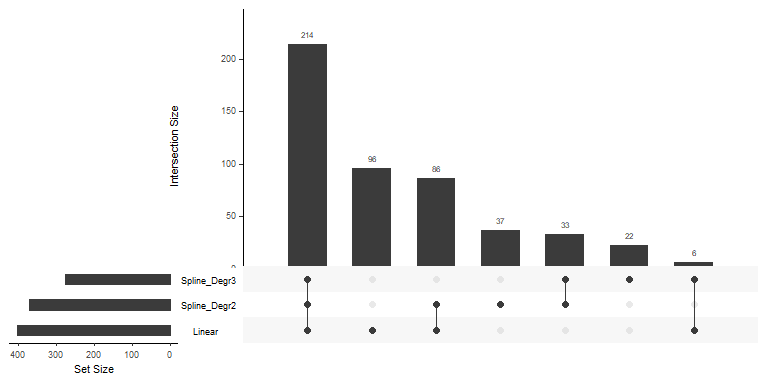 214
200
Intersection Size
150
96
100
86
50
37
33
22
6
0
Spline_Degr3
Spline_Degr2
Linear
400 300 200 100 0
Set Size